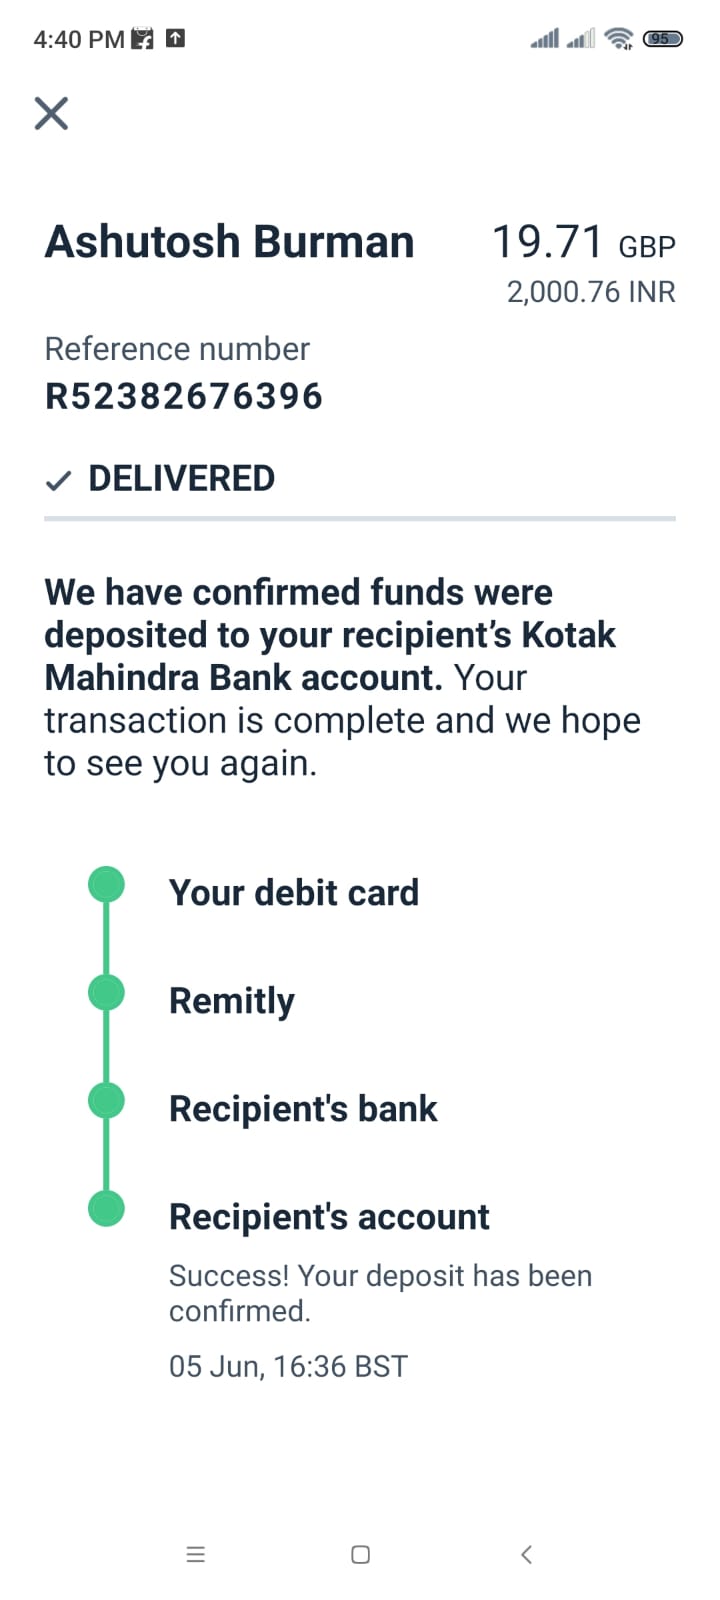 4:40 PM
95
Ashutosh Burman
19.71 GBP
2,000.76 INR
Reference number
R52382676396
DELIVERED
We have confirmed funds were
deposited to your recipient’s Kotak
Mahindra Bank account. Your
transaction is complete and we hope
to see you again.
Your debit card
Remitly
Recipient's bank
Recipient's account
Success! Your deposit has been
confirmed.
05 Jun, 16:36 BST